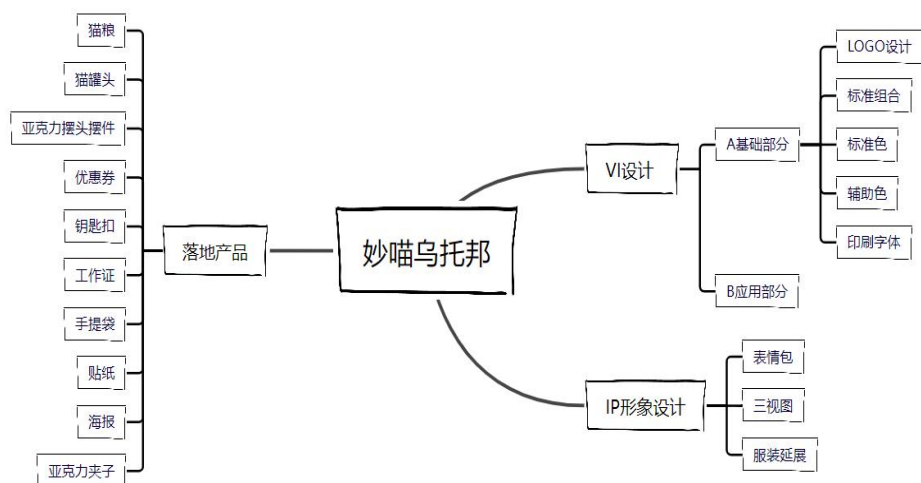 妙喵乌托邦
VI设计
A基础部分
LOGO设计
标准组合
标准色
辅助色
印刷字体
B应用部分
IP形象设计
表情包
三视图
服装延展
落地产品
猫粮
猫罐头
亚克力摆头摆件
优惠券
钥匙扣
工作证
手提袋
贴纸
海报
亚克力夹子